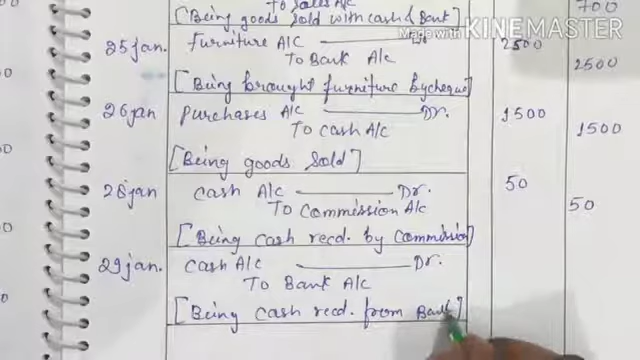 To Sales A/c
700
[Being goods sold with cash & Bank]
Made with KINEMASTER
25 jan. furniture A/c Dr. 2500
To Bank A/c 2500
[Being brought furniture by cheque]
26 jan purchases A/c Dr. 1500
To cash A/c 1500
[Being goods sold]
28 jan cash A/c Dr. 50
To Commission A/c 50
[Being cash recd. by Commission]
29 jan. cash A/c Dr.
To Bank A/c
[Being cash recd. from Bank]